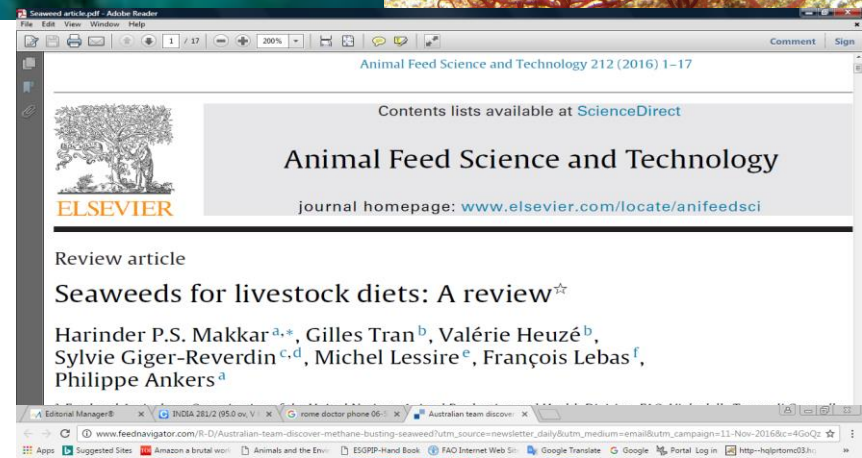 Seaweed article.pdf - Adobe Reader
File Edit View Window Help
1 / 17 200% Comment Sign
Animal Feed Science and Technology 212 (2016) 1–17
Contents lists available at ScienceDirect
Animal Feed Science and Technology
ELSEVIER
journal homepage: www.elsevier.com/locate/anifeedsci
Review article
Seaweeds for livestock diets: A review☆
Harinder P.S. Makkar a,*, Gilles Tran b, Valérie Heuzé b,
Sylvie Giger-Reverdin c,d, Michel Lessire e, François Lebas f,
Philippe Ankers a
Editorial Manager® INDIA 281/2 (95.0 ov, V rome doctor phone 06- Australian team discover
www.feednavigator.com/R-D/Australian-team-discover-methane-busting-seaweed?utm_source=newsletter_daily&utm_medium=email&utm_campaign=11-Nov-2016&c=4GoQz
Apps Suggested Sites Amazon a brutal wor Animals and the Env ESGPIP-Hand Book FAO Internet Web Sit Google Translate Google Portal Log in